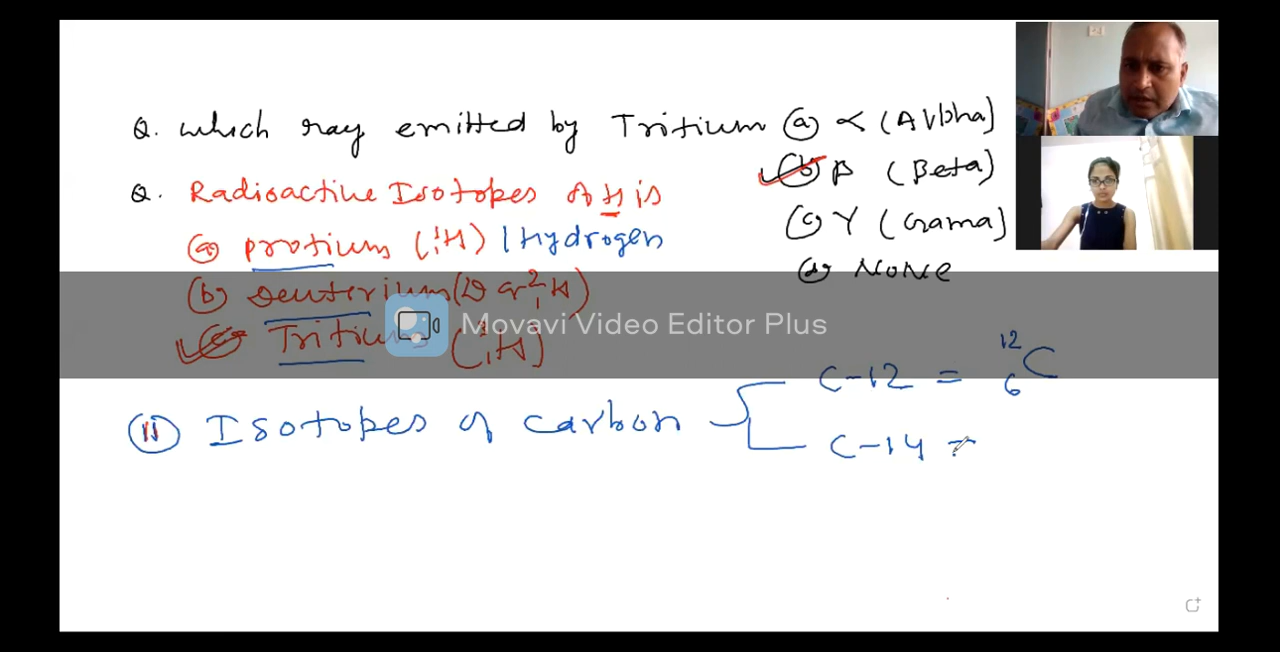 Q. Which ray emitted by Tritium (a) α (Alpha)
(b) β (Beta)
(c) γ (Gama)
(d) NONE
Q. Radioactive Isotopes of H is
(a) protium (¹₁H) | Hydrogen
(b) Deuterium (D or ²₁H)
(c) Tritium (³₁H)
Movavi Video Editor Plus
(ii) Isotopes of carbon
C-12 = ¹²₆C
C-14 =